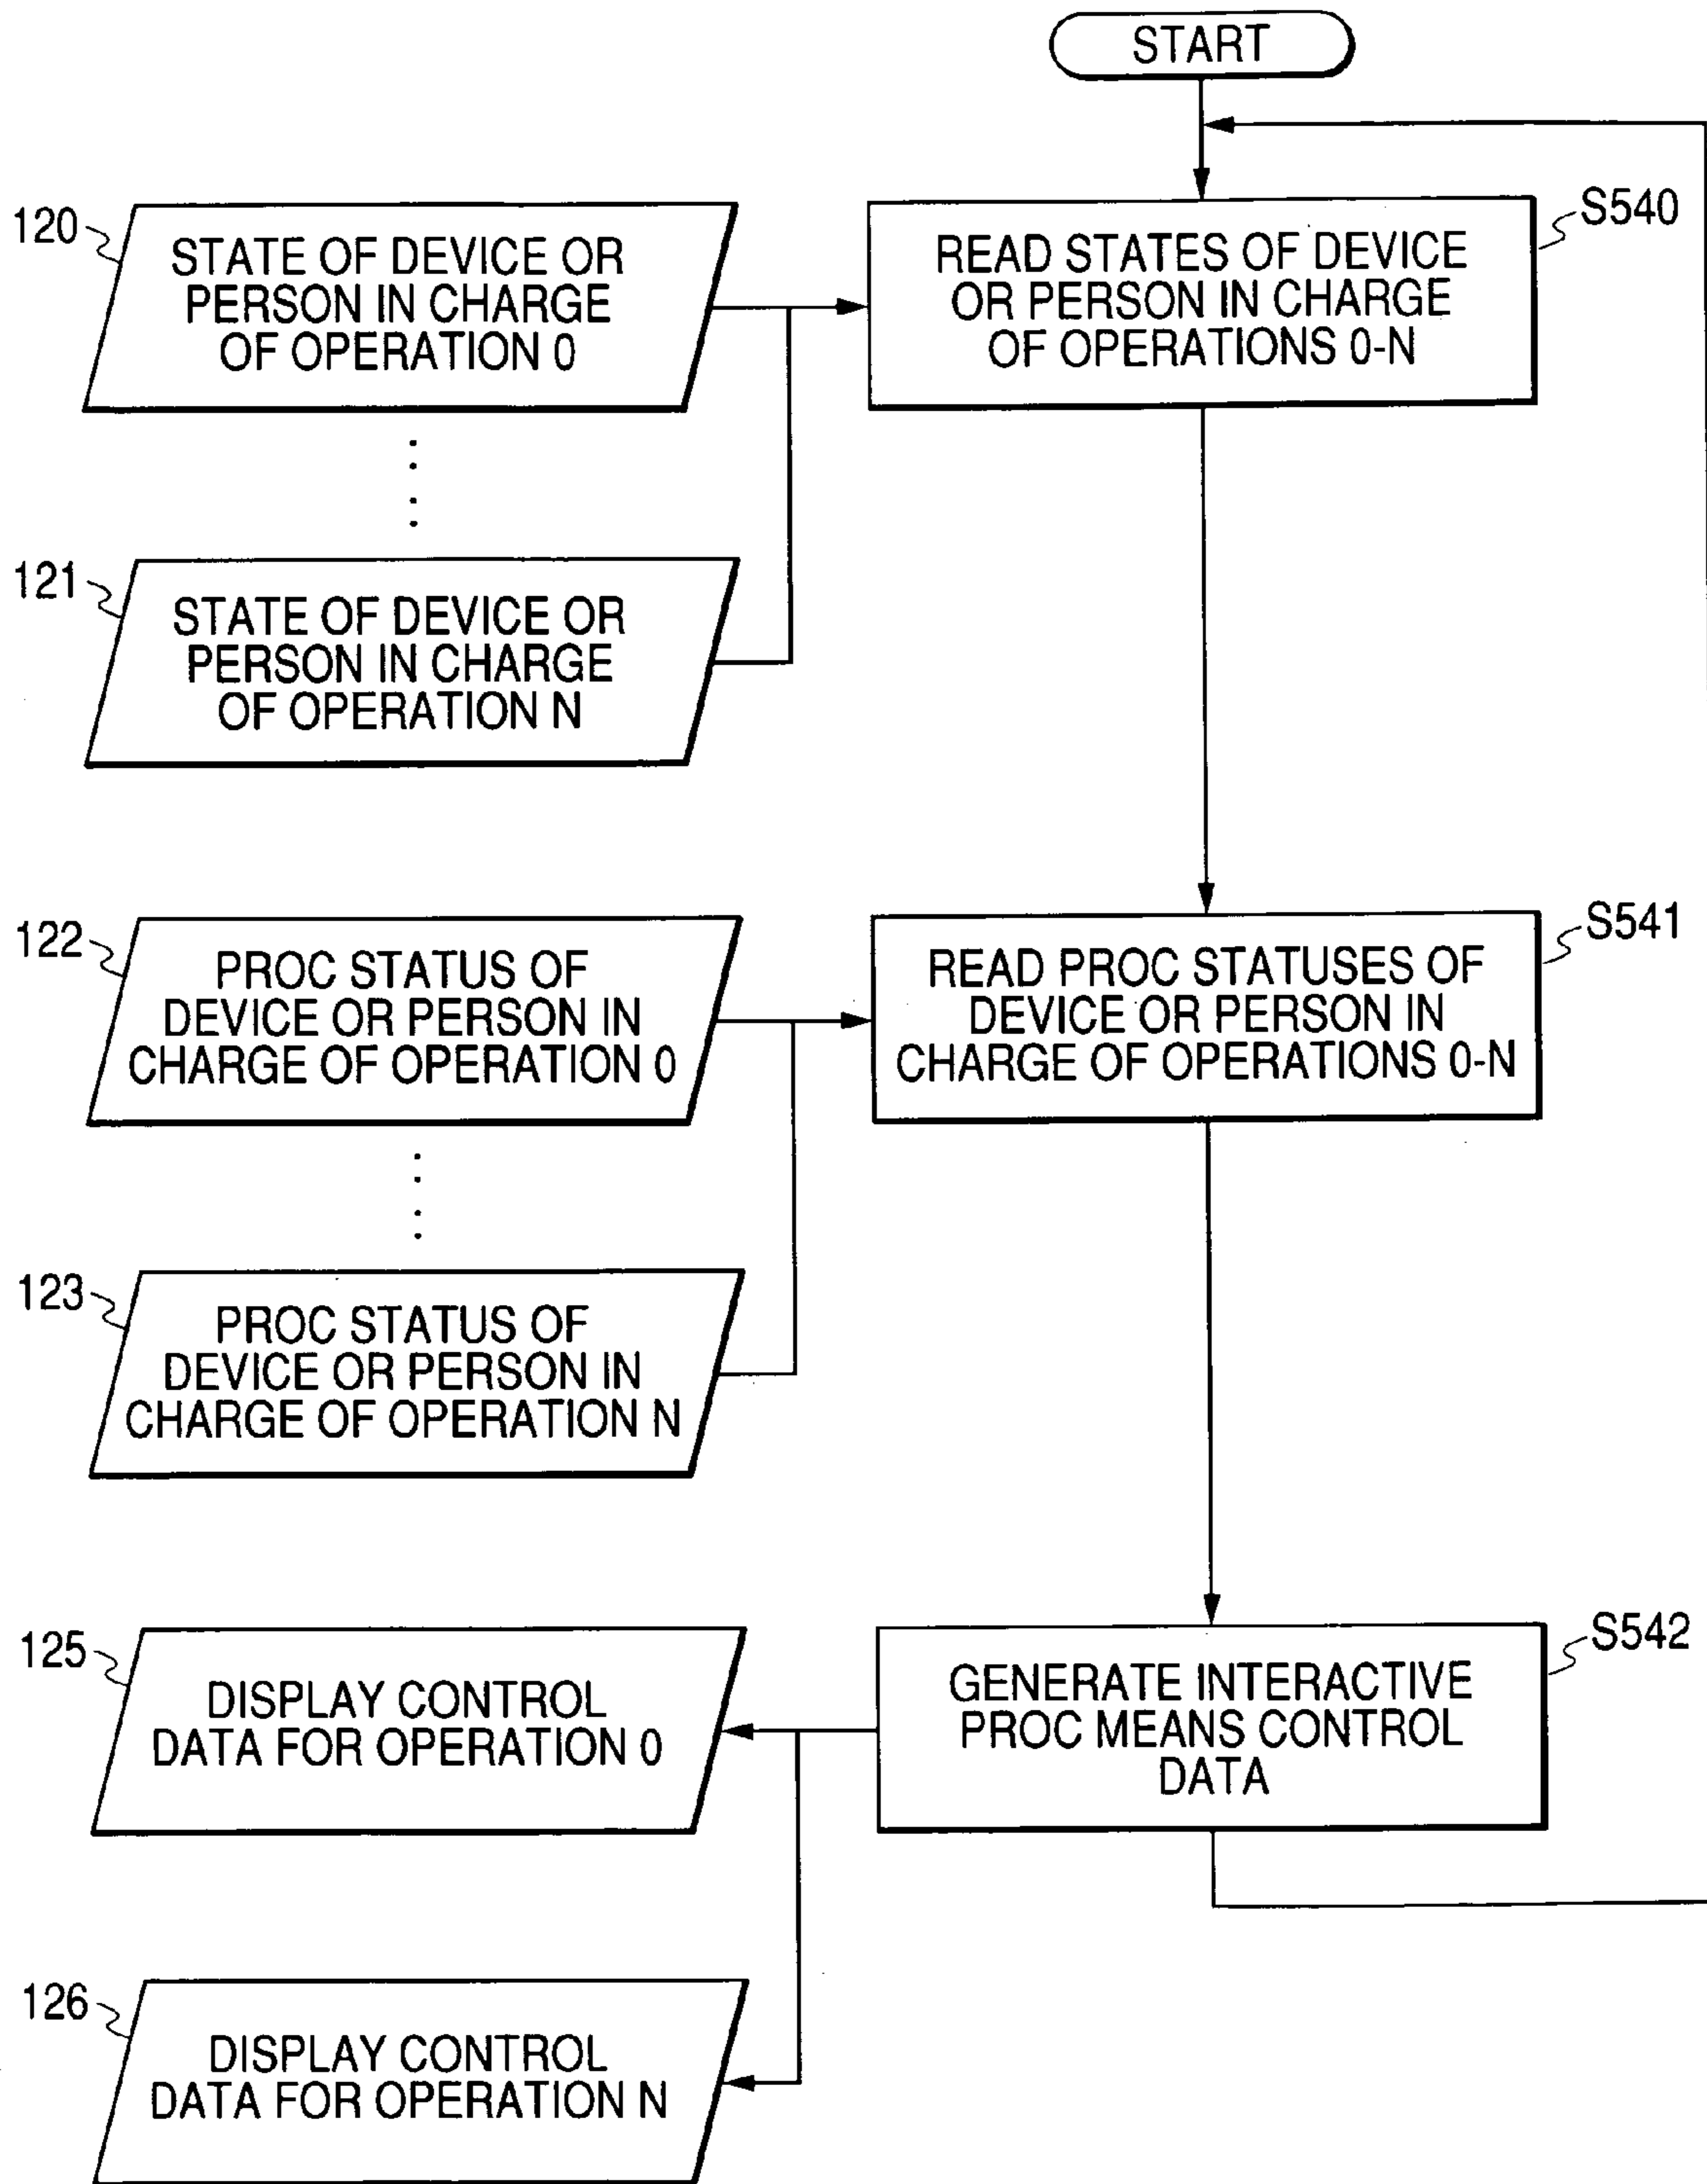 START
120
STATE OF DEVICE OR
PERSON IN CHARGE
OF OPERATION 0
S540
READ STATES OF DEVICE
OR PERSON IN CHARGE
OF OPERATIONS 0-N
121
STATE OF DEVICE OR
PERSON IN CHARGE
OF OPERATION N
122
PROC STATUS OF
DEVICE OR PERSON IN
CHARGE OF OPERATION 0
S541
READ PROC STATUSES OF
DEVICE OR PERSON IN
CHARGE OF OPERATIONS 0-N
123
PROC STATUS OF
DEVICE OR PERSON IN
CHARGE OF OPERATION N
125
DISPLAY CONTROL
DATA FOR OPERATION 0
S542
GENERATE INTERACTIVE
PROC MEANS CONTROL
DATA
126
DISPLAY CONTROL
DATA FOR OPERATION N